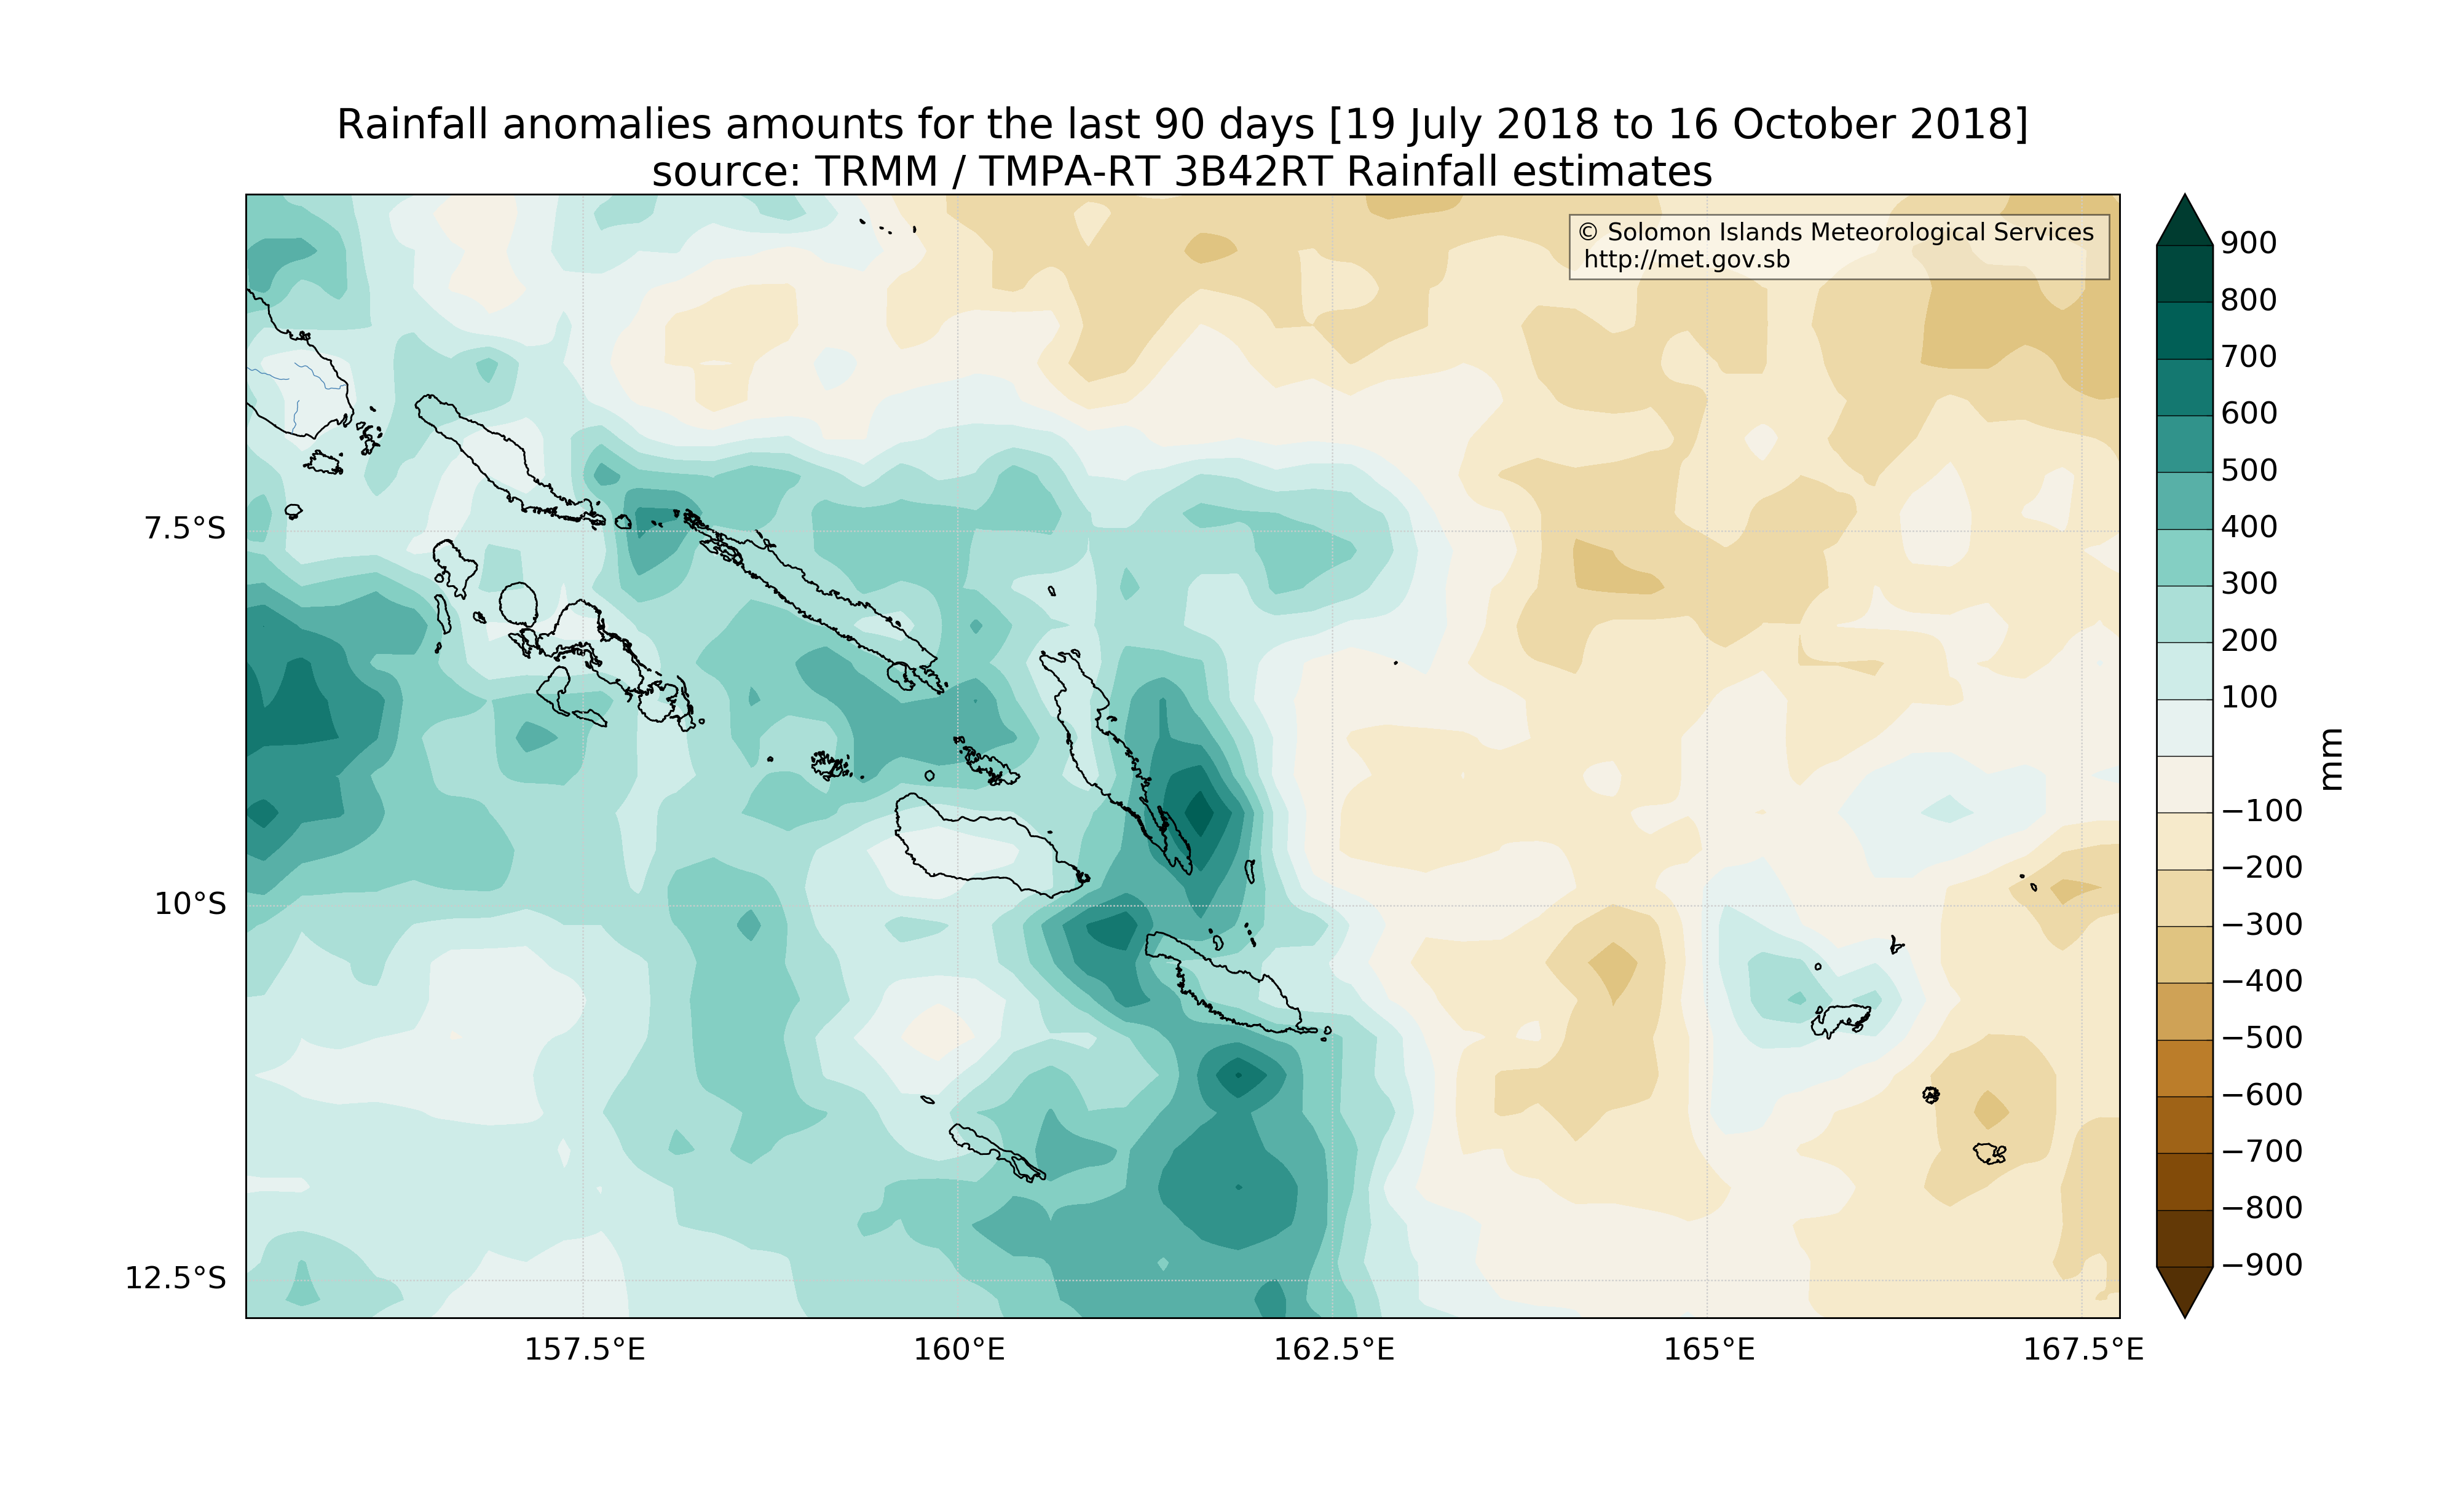 Rainfall anomalies amounts for the last 90 days [19 July 2018 to 16 October 2018]
source: TRMM / TMPA-RT 3B42RT Rainfall estimates
© Solomon Islands Meteorological Services
http://met.gov.sb
7.5°S
10°S
12.5°S
157.5°E
160°E
162.5°E
165°E
167.5°E
900
800
700
600
500
400
300
200
100
−100
−200
−300
−400
−500
−600
−700
−800
−900
mm